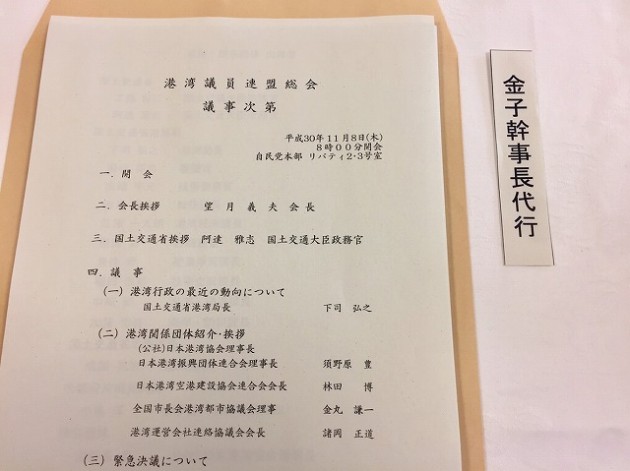 港湾議員連盟総会
議事次第
平成30年11月8日(木)
8時00分開会
自民党本部 リバティ2・3号室
一．開会
二．会長挨拶 望月義夫 会長
三．国土交通省挨拶 阿達 雅志 国土交通大臣政務官
四．議事
(一)港湾行政の最近の動向について
国土交通省港湾局長 下司 弘之
(二)港湾関係団体紹介・挨拶
(公社)日本港湾協会理事長
日本港湾振興団体連合会理事長 須野原 豊
日本港湾空港建設協会連合会会長 林田 博
全国市長会港湾都市協議会理事 金丸 謙一
港湾運営会社連絡協議会会長 諸岡 正道
(三)緊急決議について
金子幹事長代行